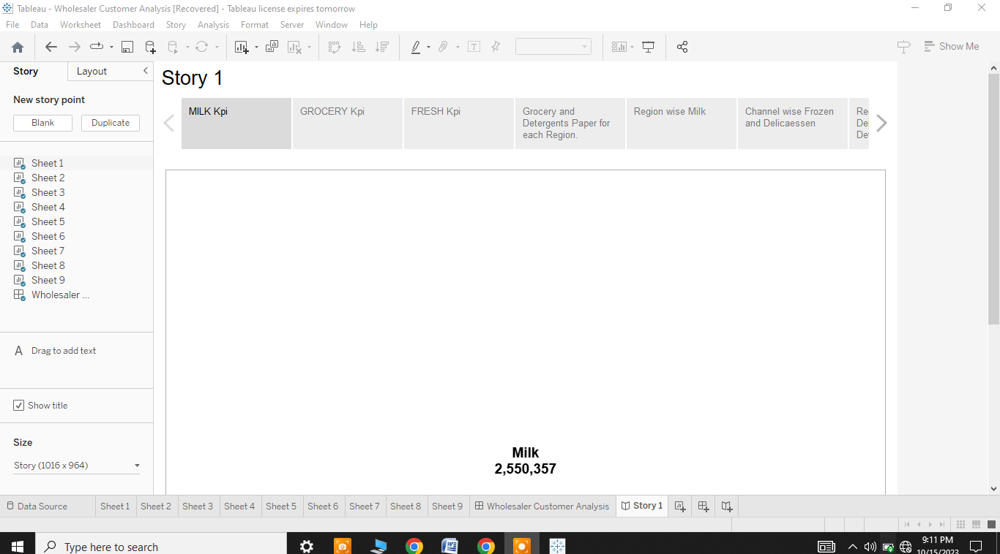 Tableau - Wholesaler Customer Analysis [Recovered] - Tableau license expires tomorrow
File Data Worksheet Dashboard Story Analysis Format Server Window Help
Show Me
Story Layout
New story point
Blank Duplicate
Sheet 1
Sheet 2
Sheet 3
Sheet 4
Sheet 5
Sheet 6
Sheet 7
Sheet 8
Sheet 9
Wholesaler ...
A Drag to add text
Show title
Size
Story (1016 x 964)
Story 1
MILK Kpi
GROCERY Kpi
FRESH Kpi
Grocery and
Detergents Paper for
each Region.
Region wise Milk
Channel wise Frozen
and Delicaessen
Milk
2,550,357
Data Source Sheet 1 Sheet 2 Sheet 3 Sheet 4 Sheet 5 Sheet 6 Sheet 7 Sheet 8 Sheet 9 Wholesaler Customer Analysis Story 1
Type here to search
9:11 PM
10/15/2023